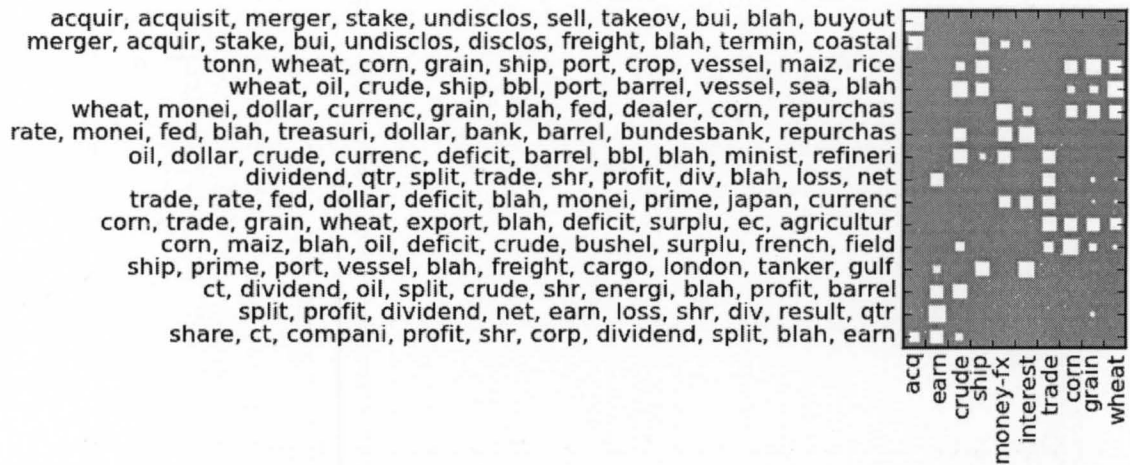 acquir, acquisit, merger, stake, undisclos, sell, takeov, bui, blah, buyout
merger, acquir, stake, bui, undisclos, disclos, freight, blah, termin, coastal
tonn, wheat, corn, grain, ship, port, crop, vessel, maiz, rice
wheat, oil, crude, ship, bbl, port, barrel, vessel, sea, blah
wheat, monei, dollar, currenc, grain, blah, fed, dealer, corn, repurchas
rate, monei, fed, blah, treasuri, dollar, bank, barrel, bundesbank, repurchas
oil, dollar, crude, currenc, deficit, barrel, bbl, blah, minist, refineri
dividend, qtr, split, trade, shr, profit, div, blah, loss, net
trade, rate, fed, dollar, deficit, blah, monei, prime, japan, currenc
corn, trade, grain, wheat, export, blah, deficit, surplu, ec, agricultur
corn, maiz, blah, oil, deficit, crude, bushel, surplu, french, field
ship, prime, port, vessel, blah, freight, cargo, london, tanker, gulf
ct, dividend, oil, split, crude, shr, energi, blah, profit, barrel
split, profit, dividend, net, earn, loss, shr, div, result, qtr
share, ct, compani, profit, shr, corp, dividend, split, blah, earn
acq
earn
crude
ship
money-fx
interest
trade
corn
grain
wheat